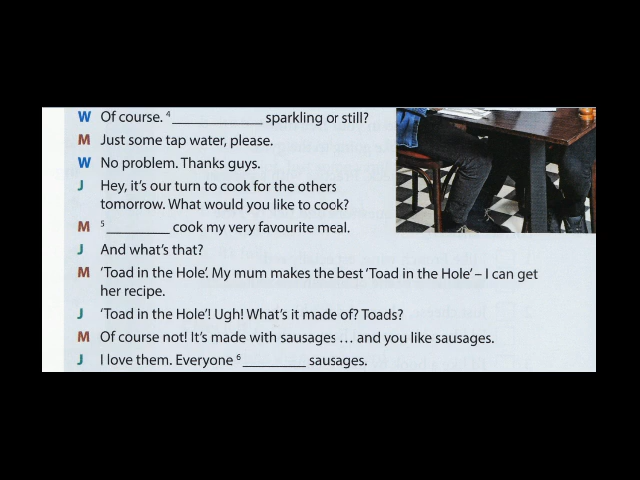 W Of course. 4 ______________ sparkling or still?
M Just some tap water, please.
W No problem. Thanks guys.
J Hey, it's our turn to cook for the others
tomorrow. What would you like to cook?
M 5 __________ cook my very favourite meal.
J And what's that?
M 'Toad in the Hole'. My mum makes the best 'Toad in the Hole' – I can get
her recipe.
J 'Toad in the Hole'! Ugh! What's it made of? Toads?
M Of course not! It's made with sausages … and you like sausages.
J I love them. Everyone 6 __________ sausages.